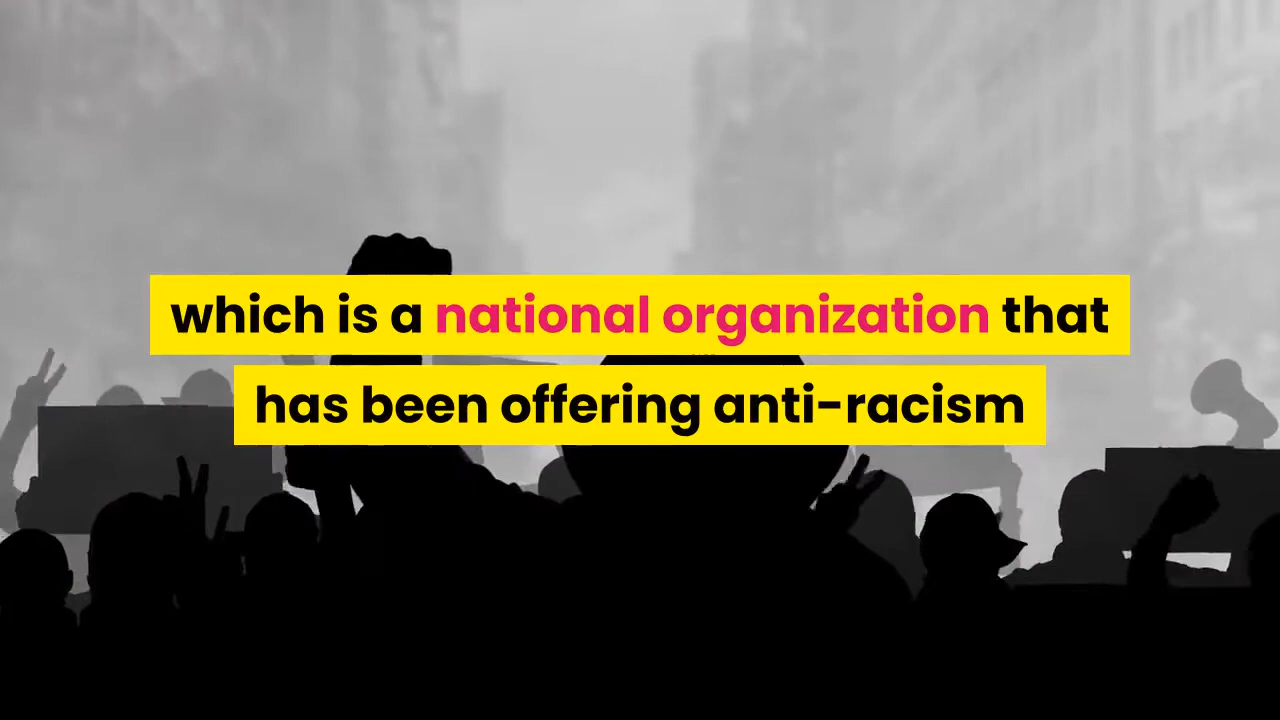 which is a national organization that
has been offering anti-racism